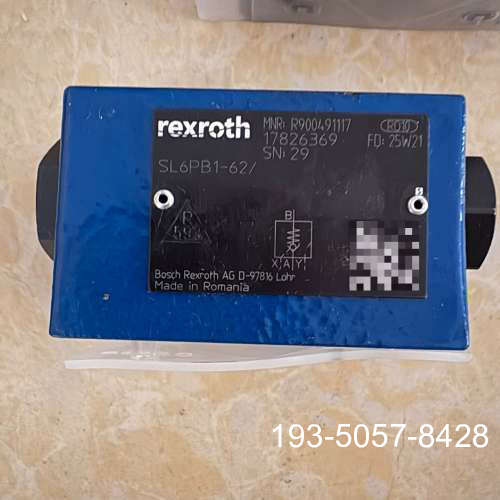 rexroth
MNR: R900491117
RO10
17826369
FD: 25W21
SN: 29
SL6PB1-62/
B
X A Y
Bosch Rexroth AG D-97816 Lohr
Made in Romania
193-5057-8428